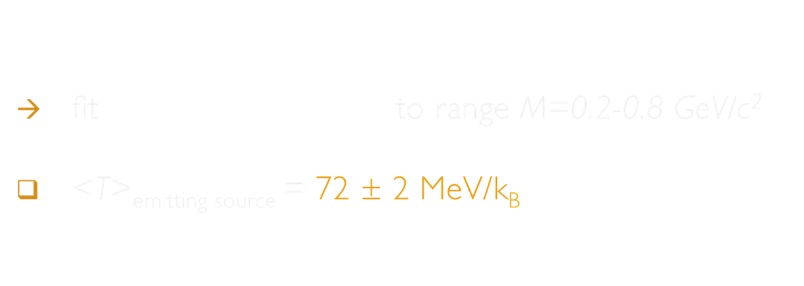 → fit to range M=0.2-0.8 GeV/c²
❑ <T>emitting source = 72 ± 2 MeV/kB